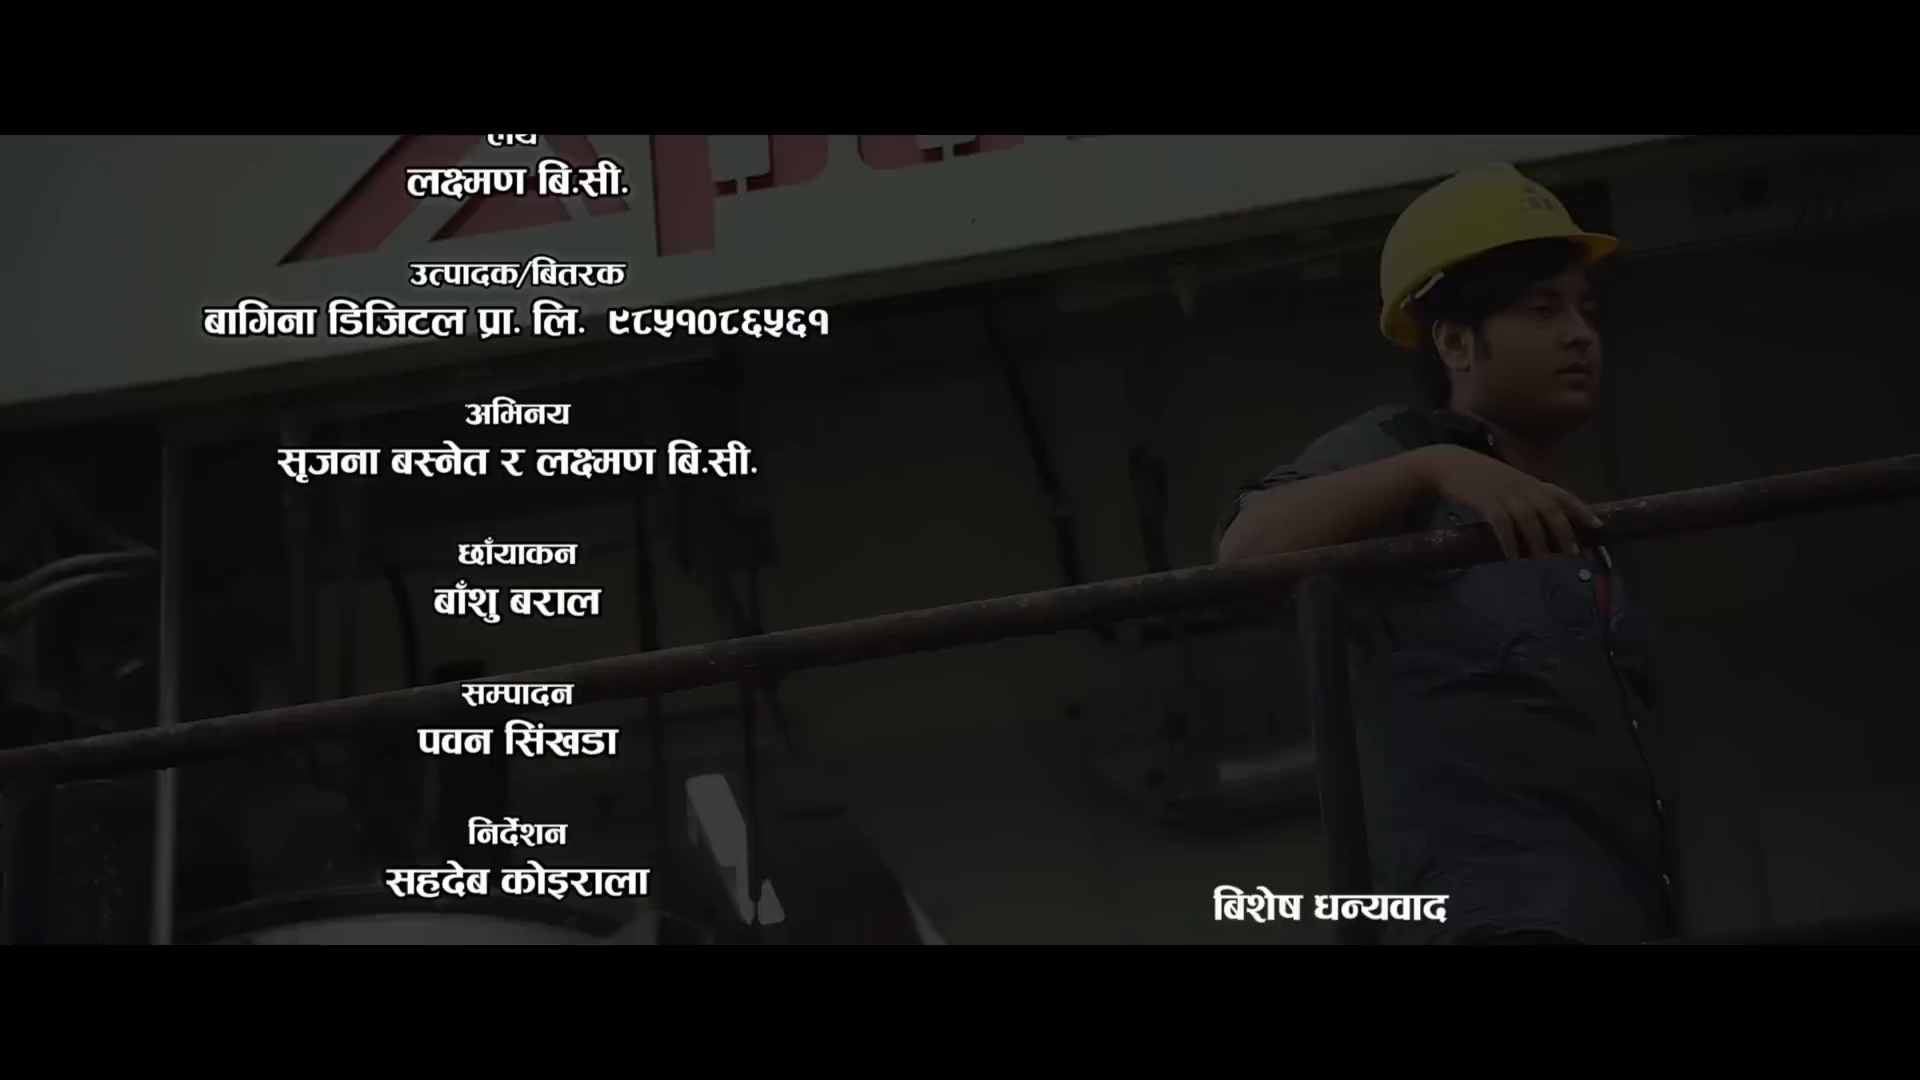 लक्ष्मण बि.सी.
उत्पादक/बितरक
बागिना डिजिटल प्रा. लि. ९८५१०८६५६१
अभिनय
सृजना बस्नेत र लक्ष्मण बि.सी.
छाँयाकन
बाँशु बराल
सम्पादन
पवन सिंखडा
निर्देशन
सहदेब कोइराला
बिशेष धन्यवाद